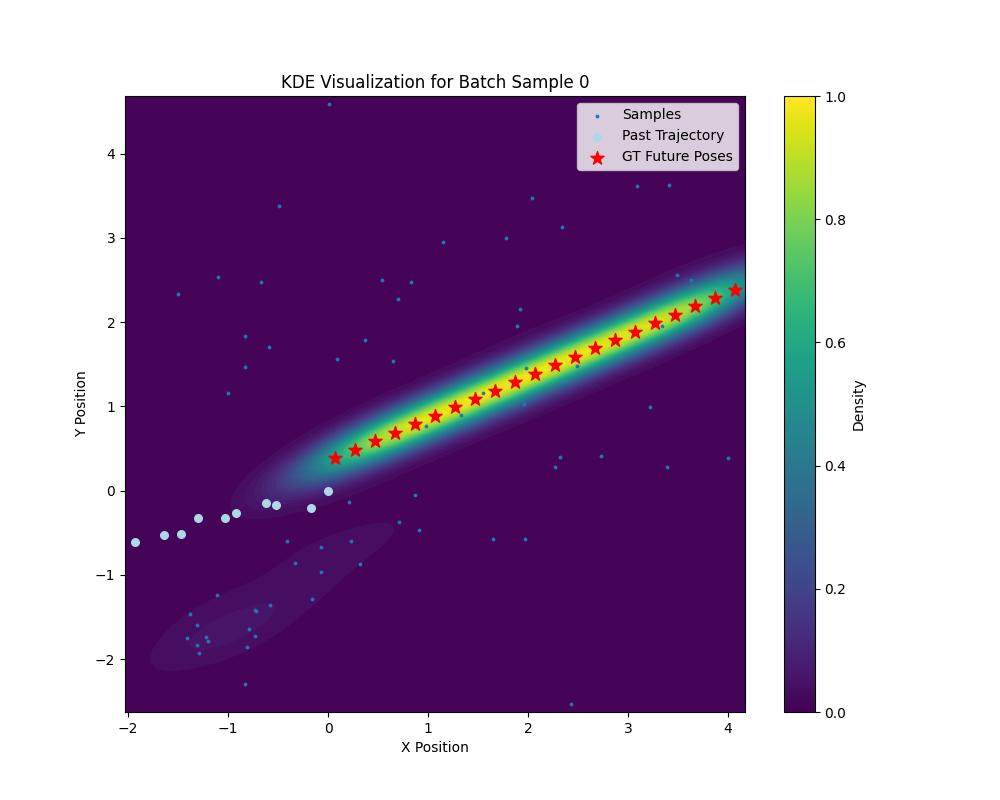 KDE Visualization for Batch Sample 0
Samples
Past Trajectory
GT Future Poses
Y Position
4
3
2
1
0
−1
−2
−2
−1
0
1
2
3
4
X Position
1.0
0.8
0.6
0.4
0.2
0.0
Density